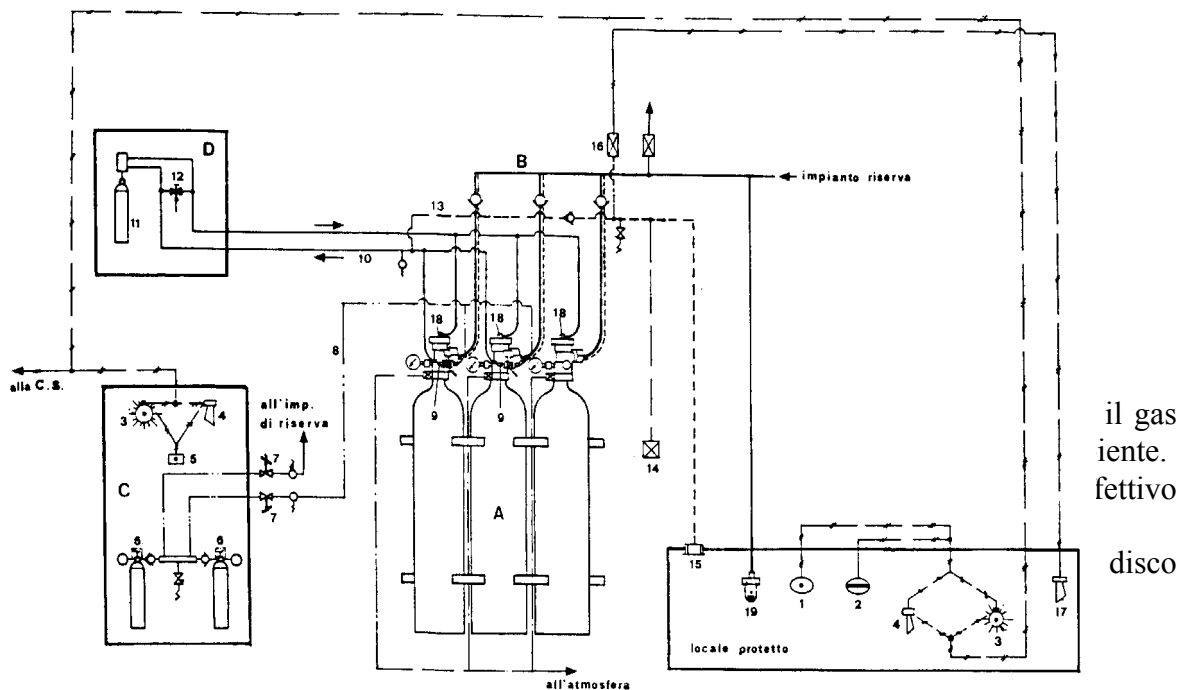 D
12
11
16
B
impianto riserva
13
10
18
18
18
8
9
9
alla C.S.
3
4
5
all'imp.
di riserva
7
7
C
6
6
A
14
il gas
iente.
fettivo
disco
15
19
1
2
4
3
17
locale protetto
all'atmosfera